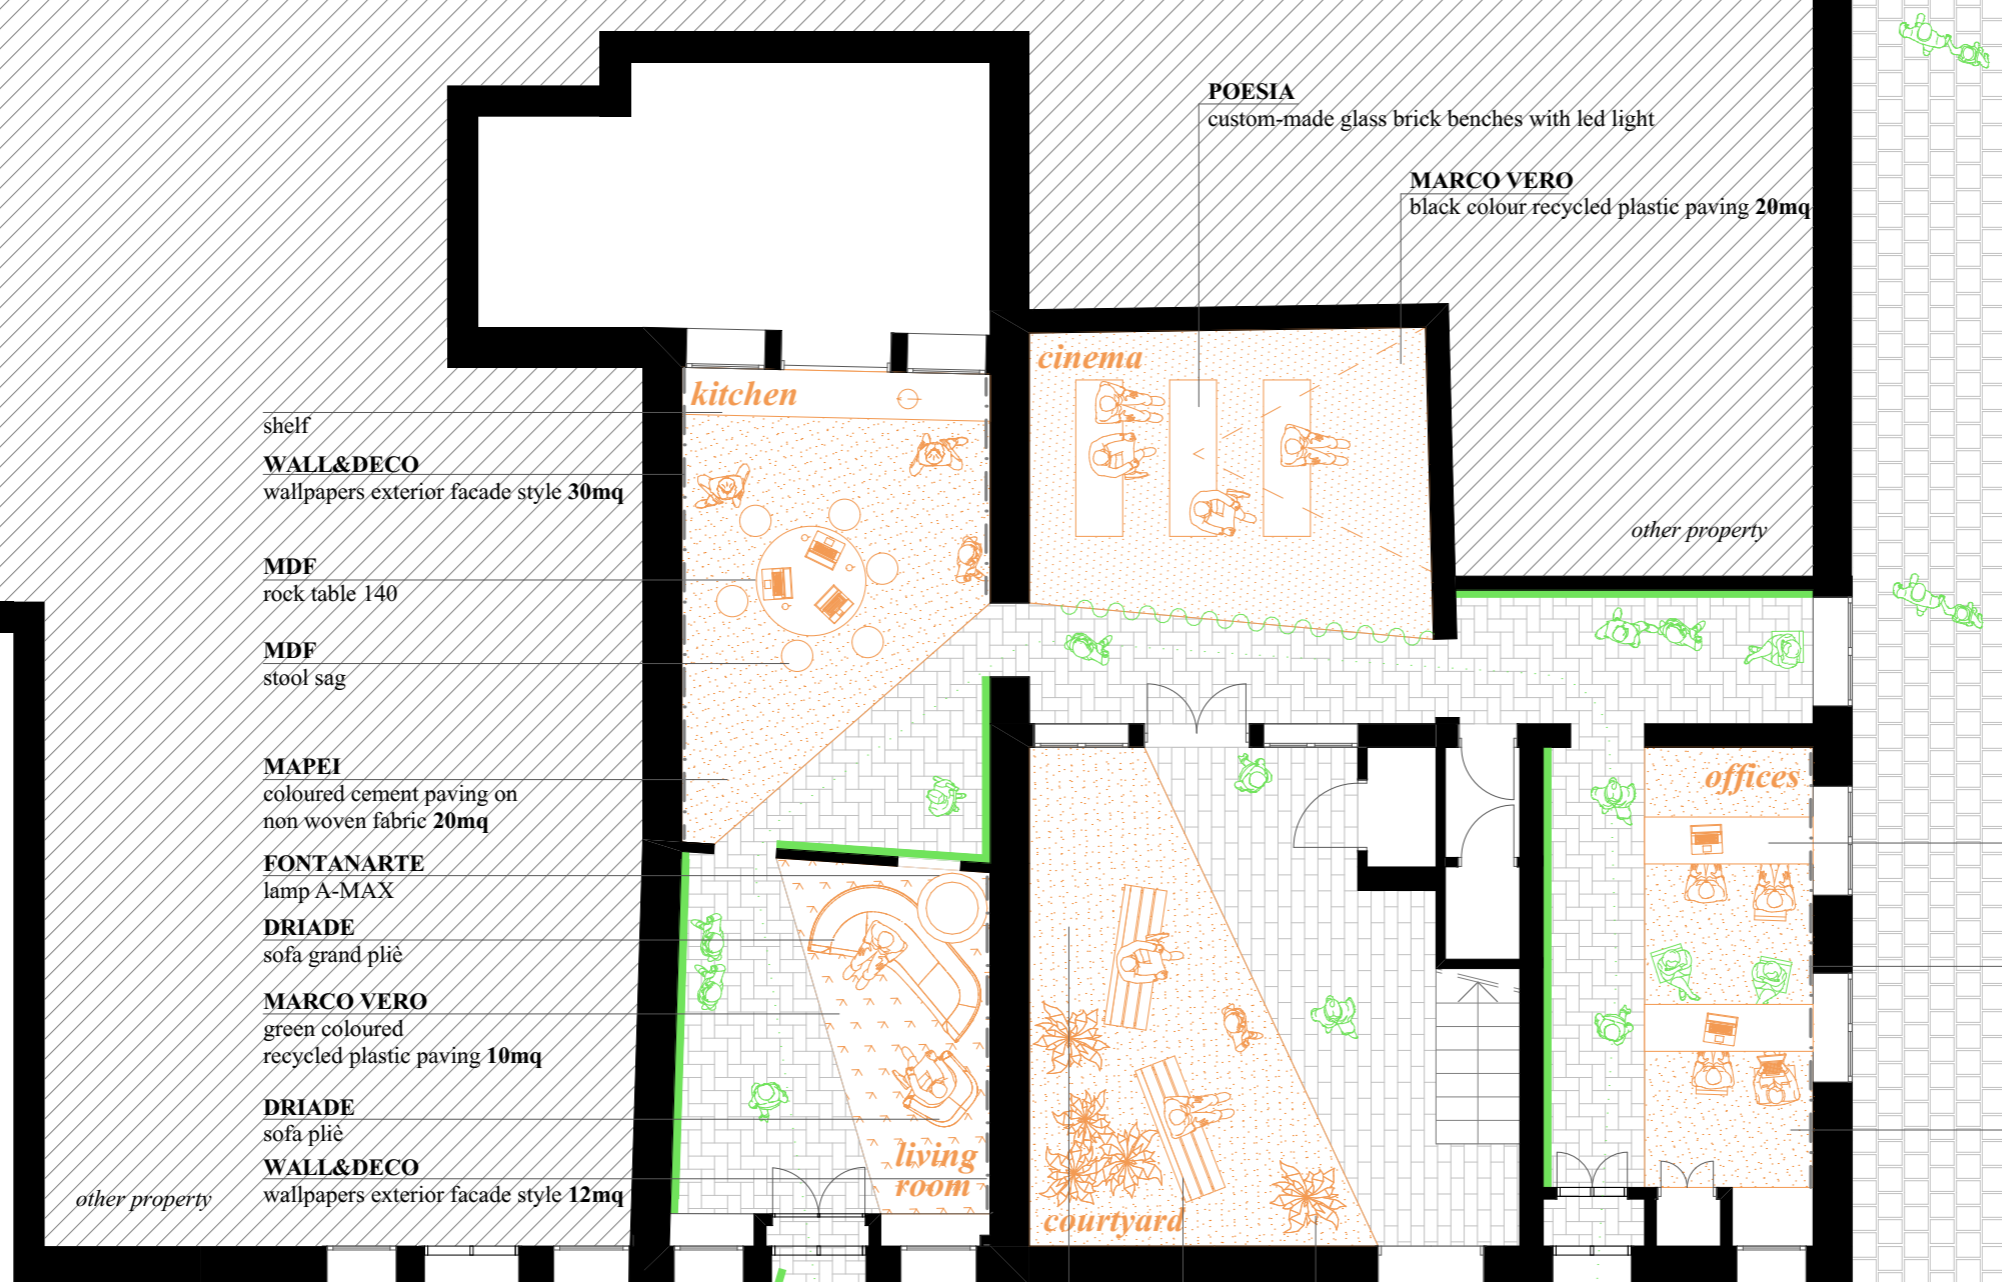 POESIA
custom-made glass brick benches with led light
MARCO VERO
black colour recycled plastic paving 20mq
cinema
kitchen
shelf
WALL&DECO
wallpapers exterior facade style 30mq
other property
MDF
rock table 140
MDF
stool sag
MAPEI
coloured cement paving on
non woven fabric 20mq
offices
FONTANARTE
lamp A-MAX
DRIADE
sofa grand pliè
MARCO VERO
green coloured
recycled plastic paving 10mq
DRIADE
sofa pliè
WALL&DECO
wallpapers exterior facade style 12mq
living
room
other property
courtyard